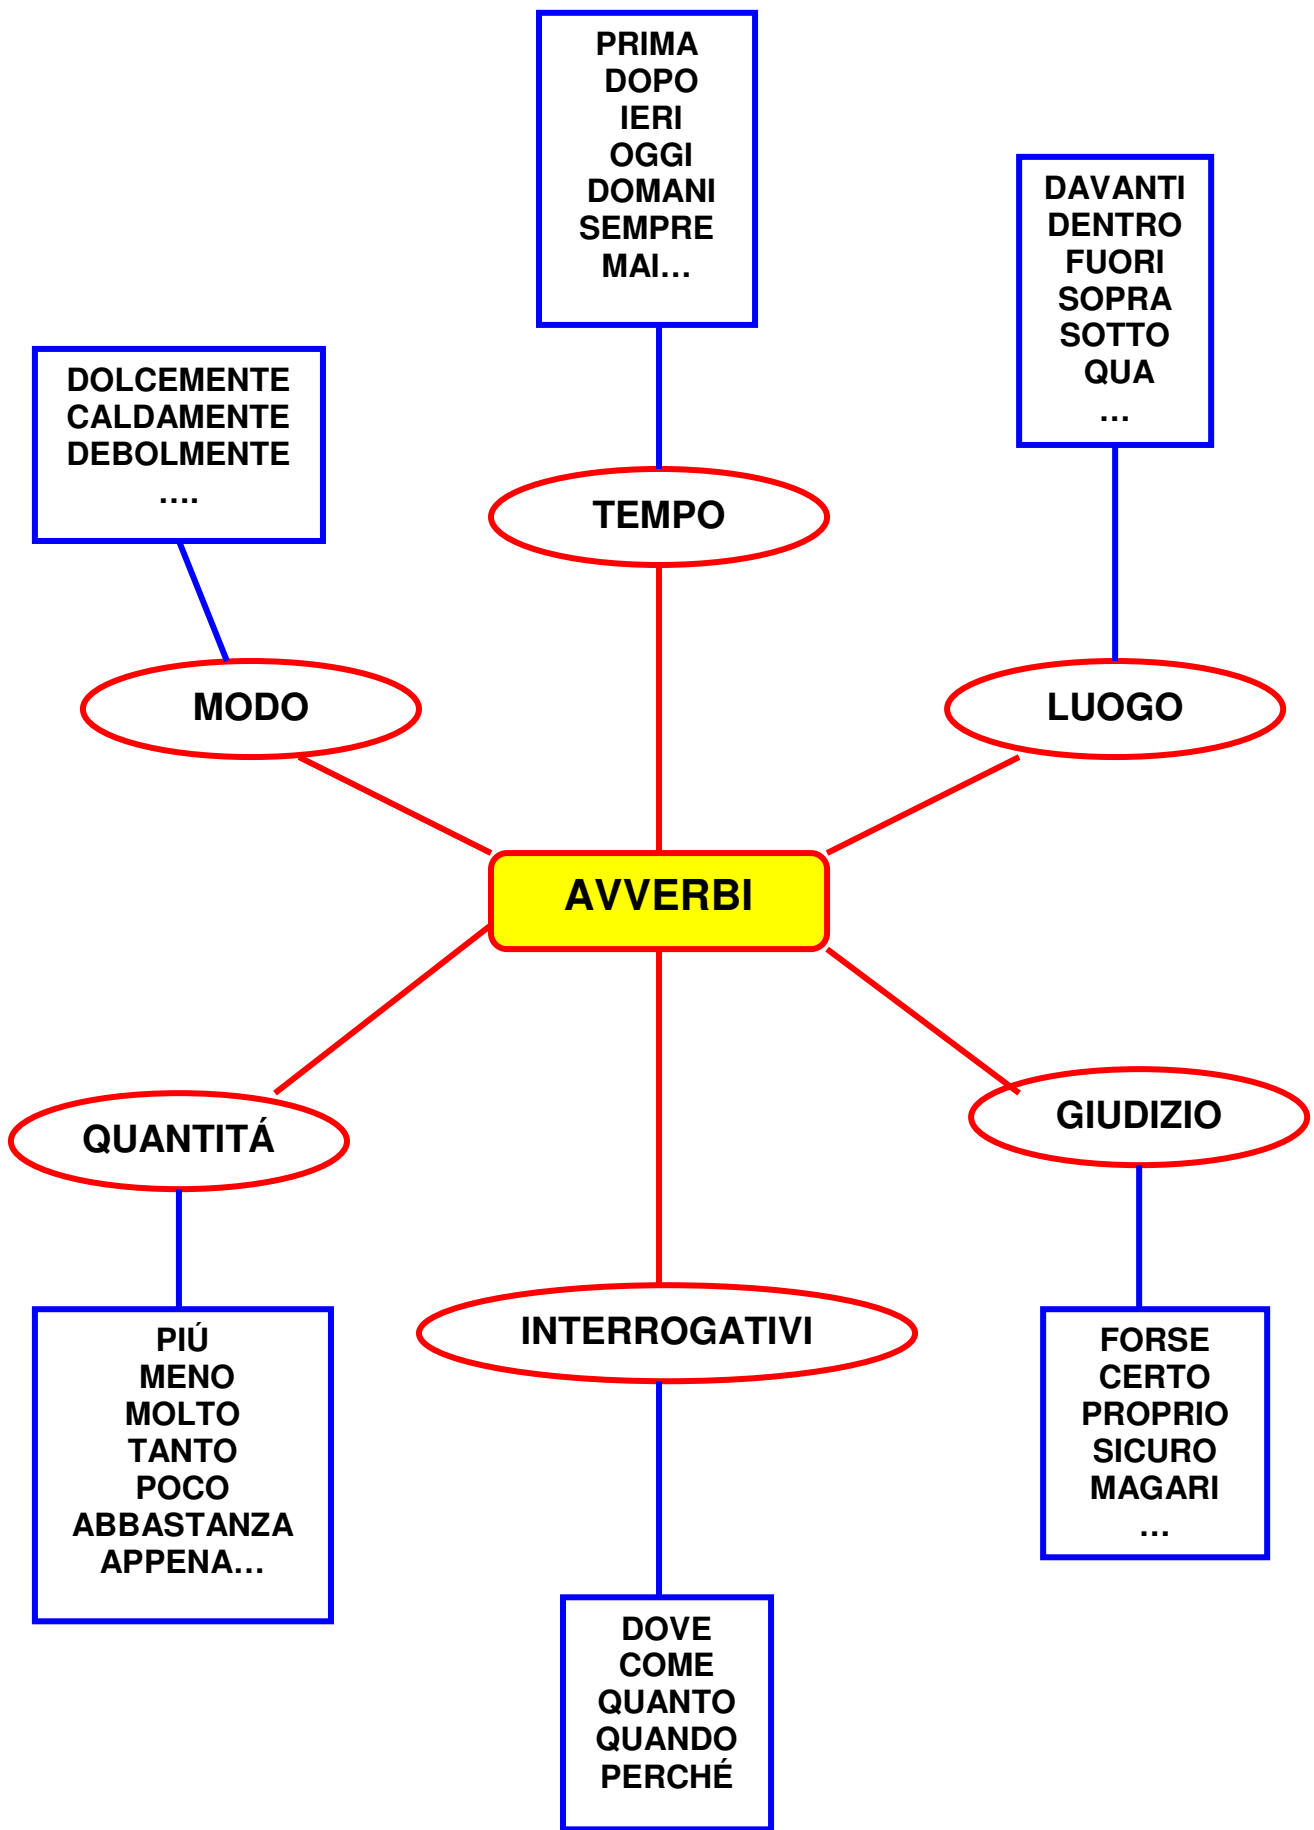 PRIMA
DOPO
IERI
OGGI
DOMANI
SEMPRE
MAI…
DAVANTI
DENTRO
FUORI
SOPRA
SOTTO
QUA
…
DOLCEMENTE
CALDAMENTE
DEBOLMENTE
….
TEMPO
MODO
LUOGO
AVVERBI
QUANTITÁ
GIUDIZIO
INTERROGATIVI
PIÚ
MENO
MOLTO
TANTO
POCO
ABBASTANZA
APPENA…
FORSE
CERTO
PROPRIO
SICURO
MAGARI
…
DOVE
COME
QUANTO
QUANDO
PERCHÉ